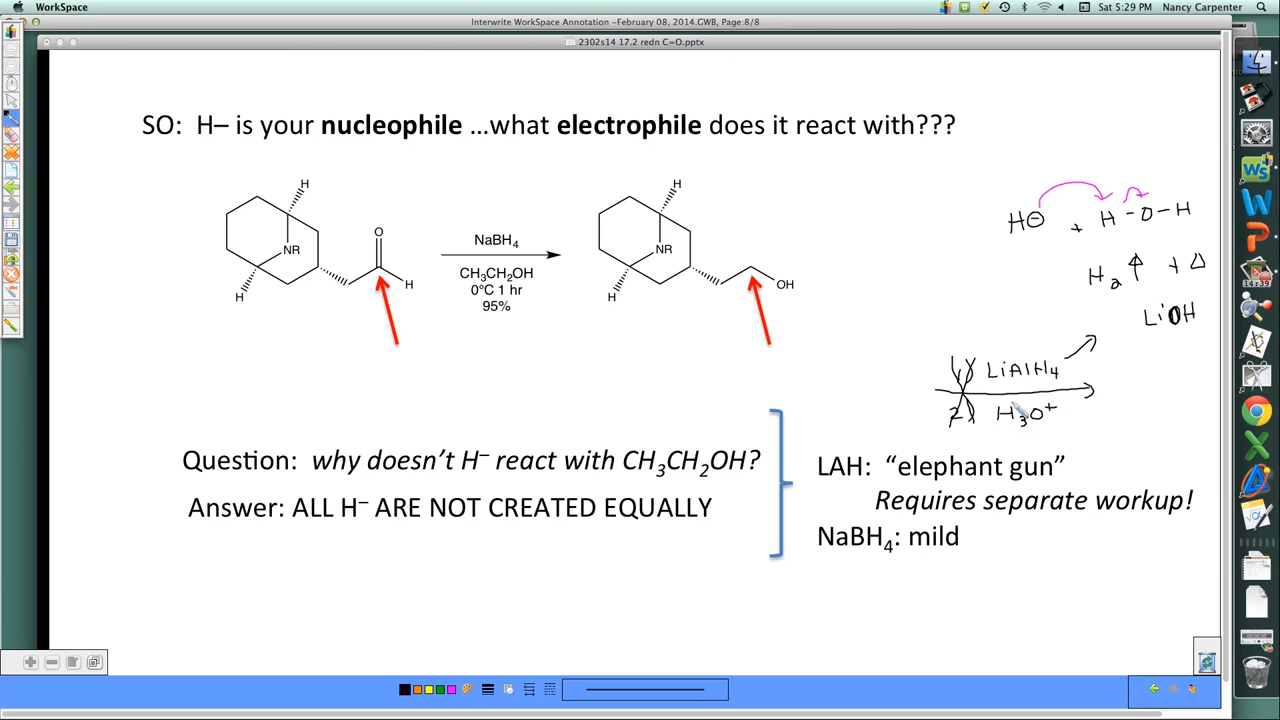 WorkSpace
Sat 5:29 PM Nancy Carpenter
Interwrite WorkSpace Annotation -February 08, 2014.GWB, Page:8/8
2302s14 17.2 redn C=O.pptx
SO: H– is your nucleophile ...what electrophile does it react with???
H
NR
H
O
H
NaBH4
CH3CH2OH
0°C 1 hr
95%
H
NR
H
OH
H⊖ + H-O-H
H2↑ + Δ
LiOH
1) LiAlH4
2) H3O+
Question: why doesn't H– react with CH3CH2OH?
Answer: ALL H– ARE NOT CREATED EQUALLY
LAH: "elephant gun"
Requires separate workup!
NaBH4: mild